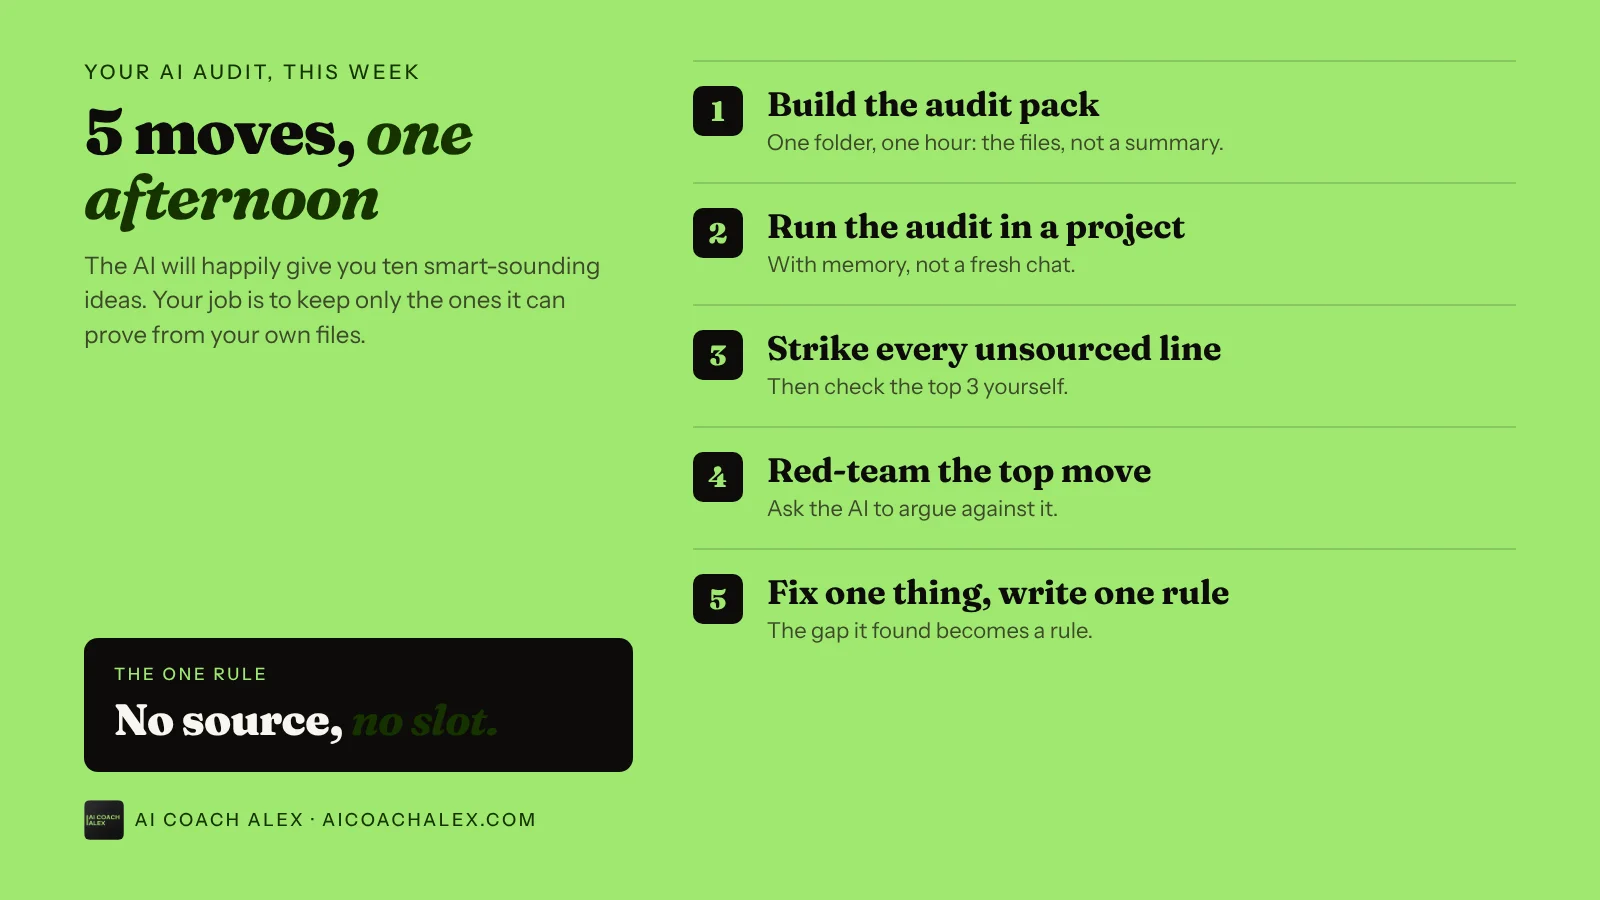 YOUR AI AUDIT, THIS WEEK
5 moves, one
afternoon
The AI will happily give you ten smart-sounding
ideas. Your job is to keep only the ones it can
prove from your own files.
THE ONE RULE
No source, no slot.
AI COACH
ALEX
AI COACH ALEX · AICOACHALEX.COM
1
Build the audit pack
One folder, one hour: the files, not a summary.
2
Run the audit in a project
With memory, not a fresh chat.
3
Strike every unsourced line
Then check the top 3 yourself.
4
Red-team the top move
Ask the AI to argue against it.
5
Fix one thing, write one rule
The gap it found becomes a rule.